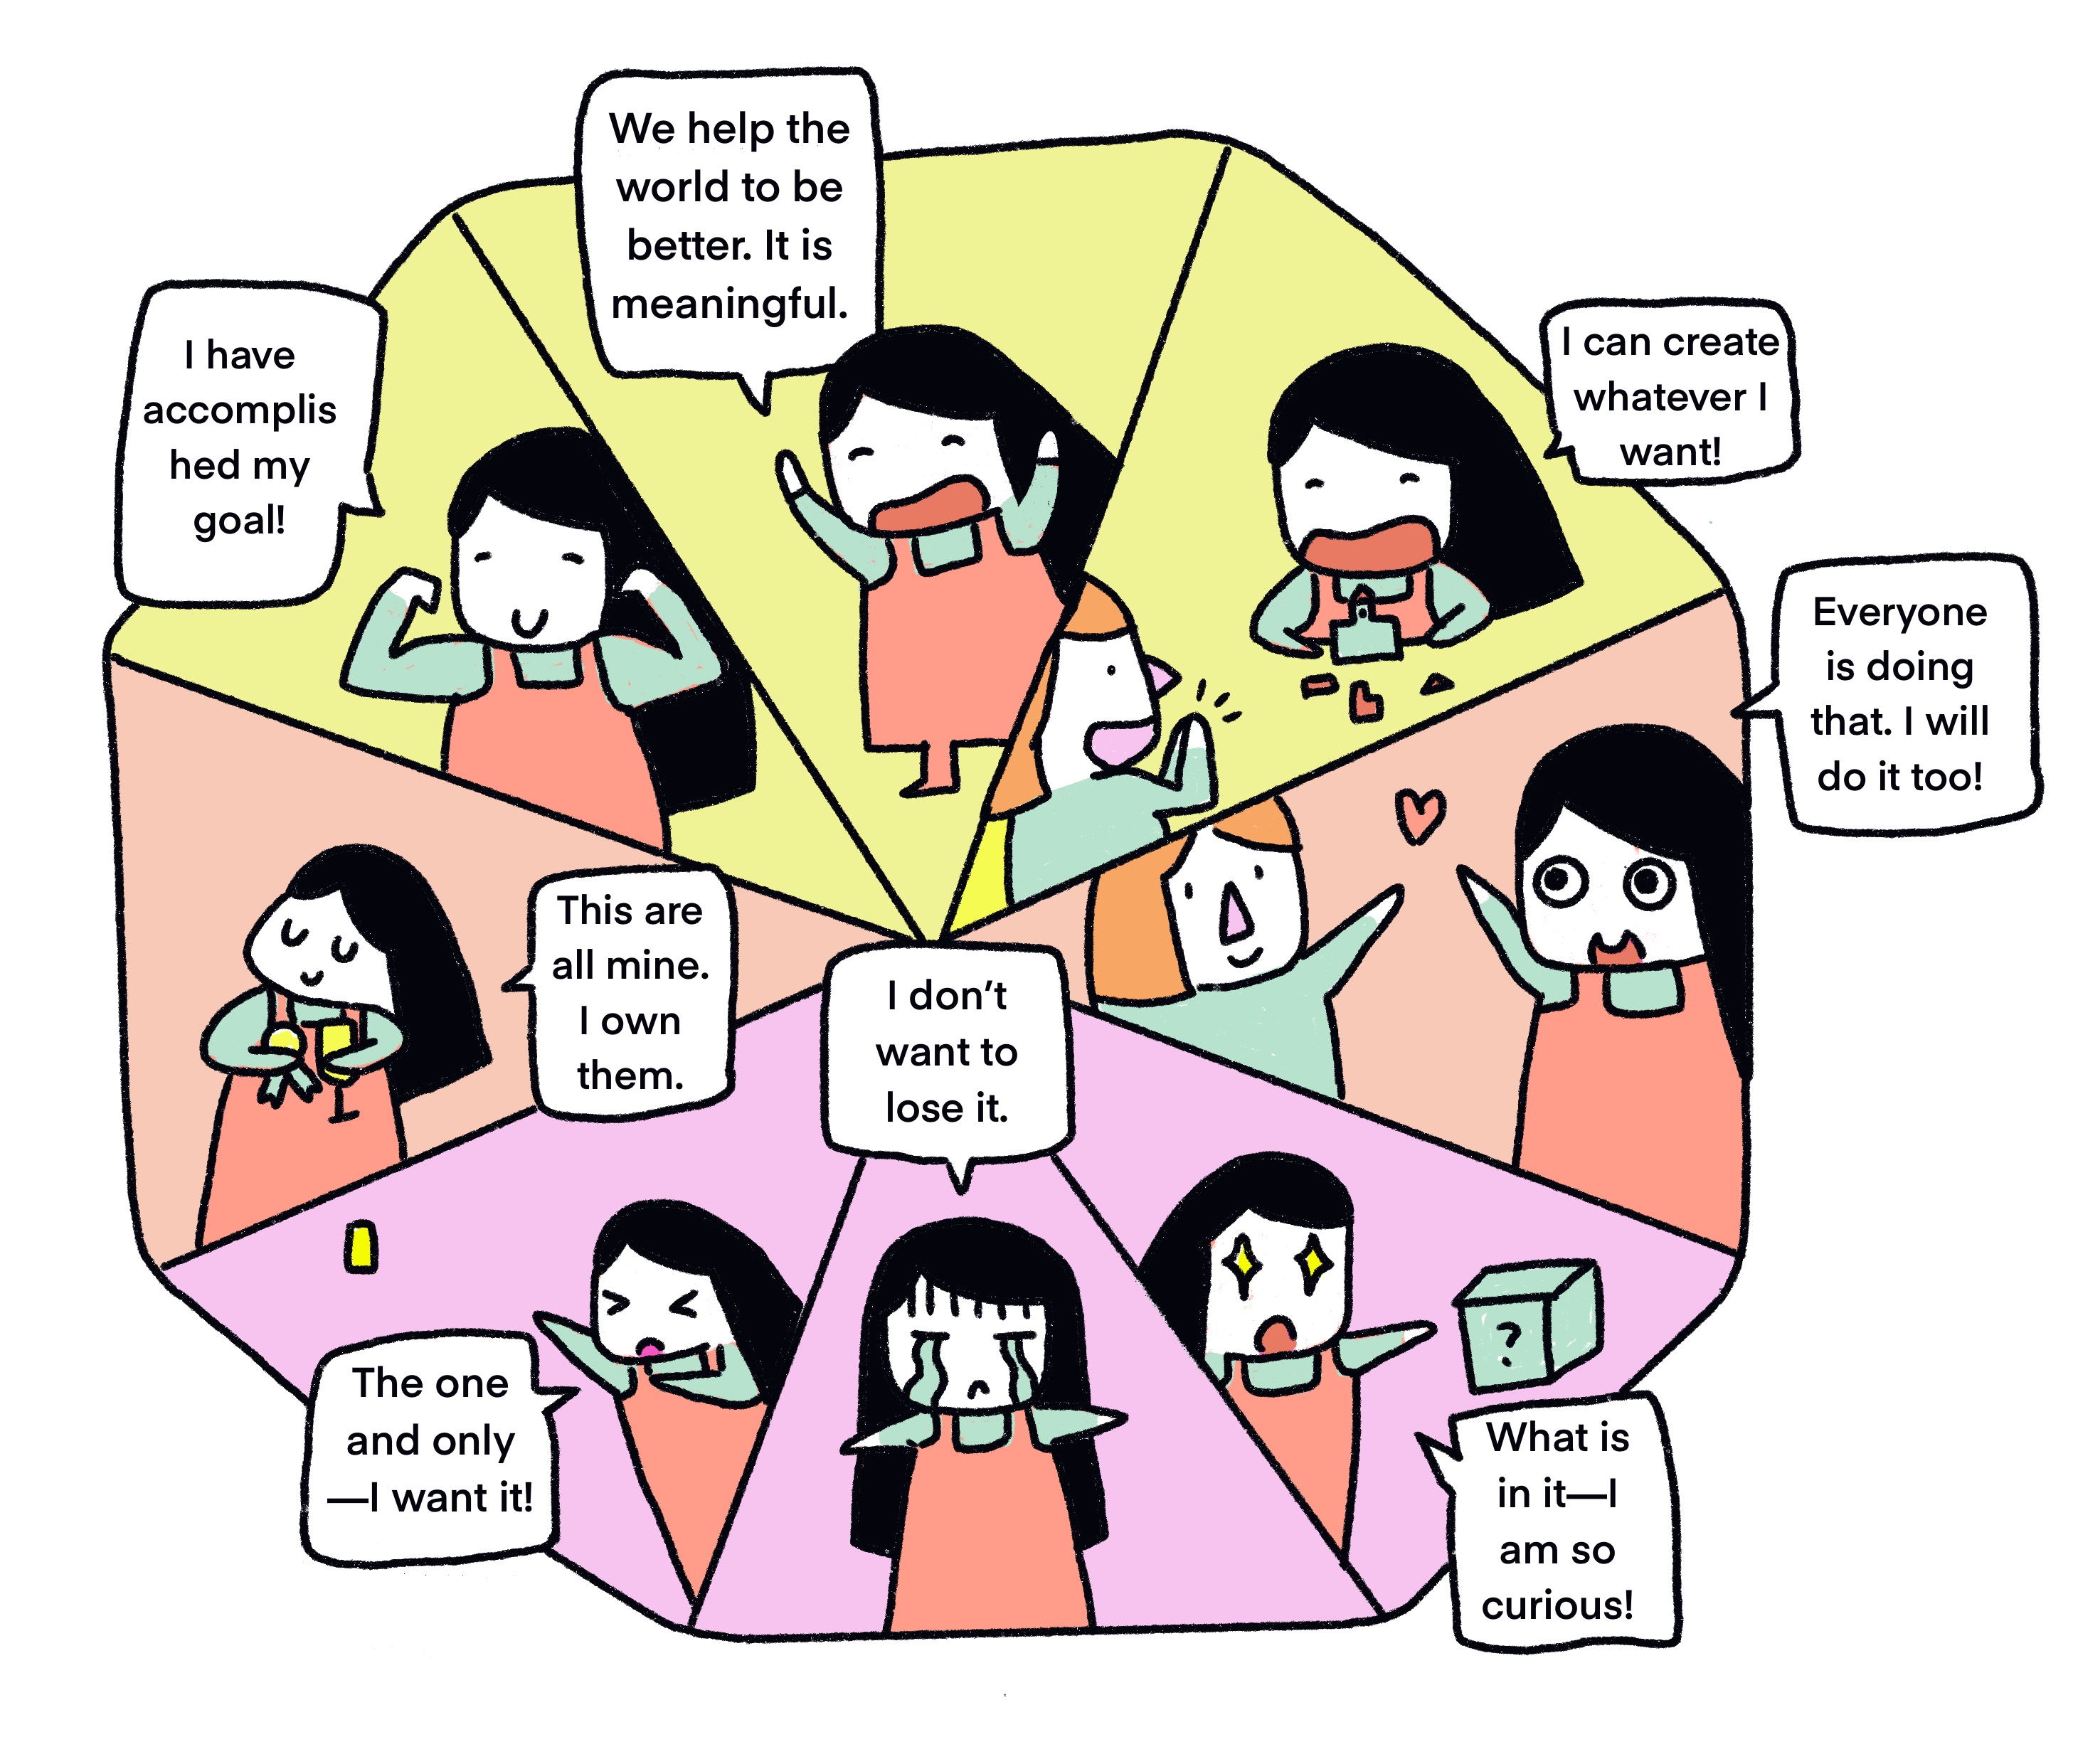 We help the
world to be
better. It is
meaningful.
I have
accomplis
hed my
goal!
I can create
whatever I
want!
Everyone
is doing
that. I will
do it too!
This are
all mine.
I own
them.
I don't
want to
lose it.
The one
and only
—I want it!
?
What is
in it—I
am so
curious!